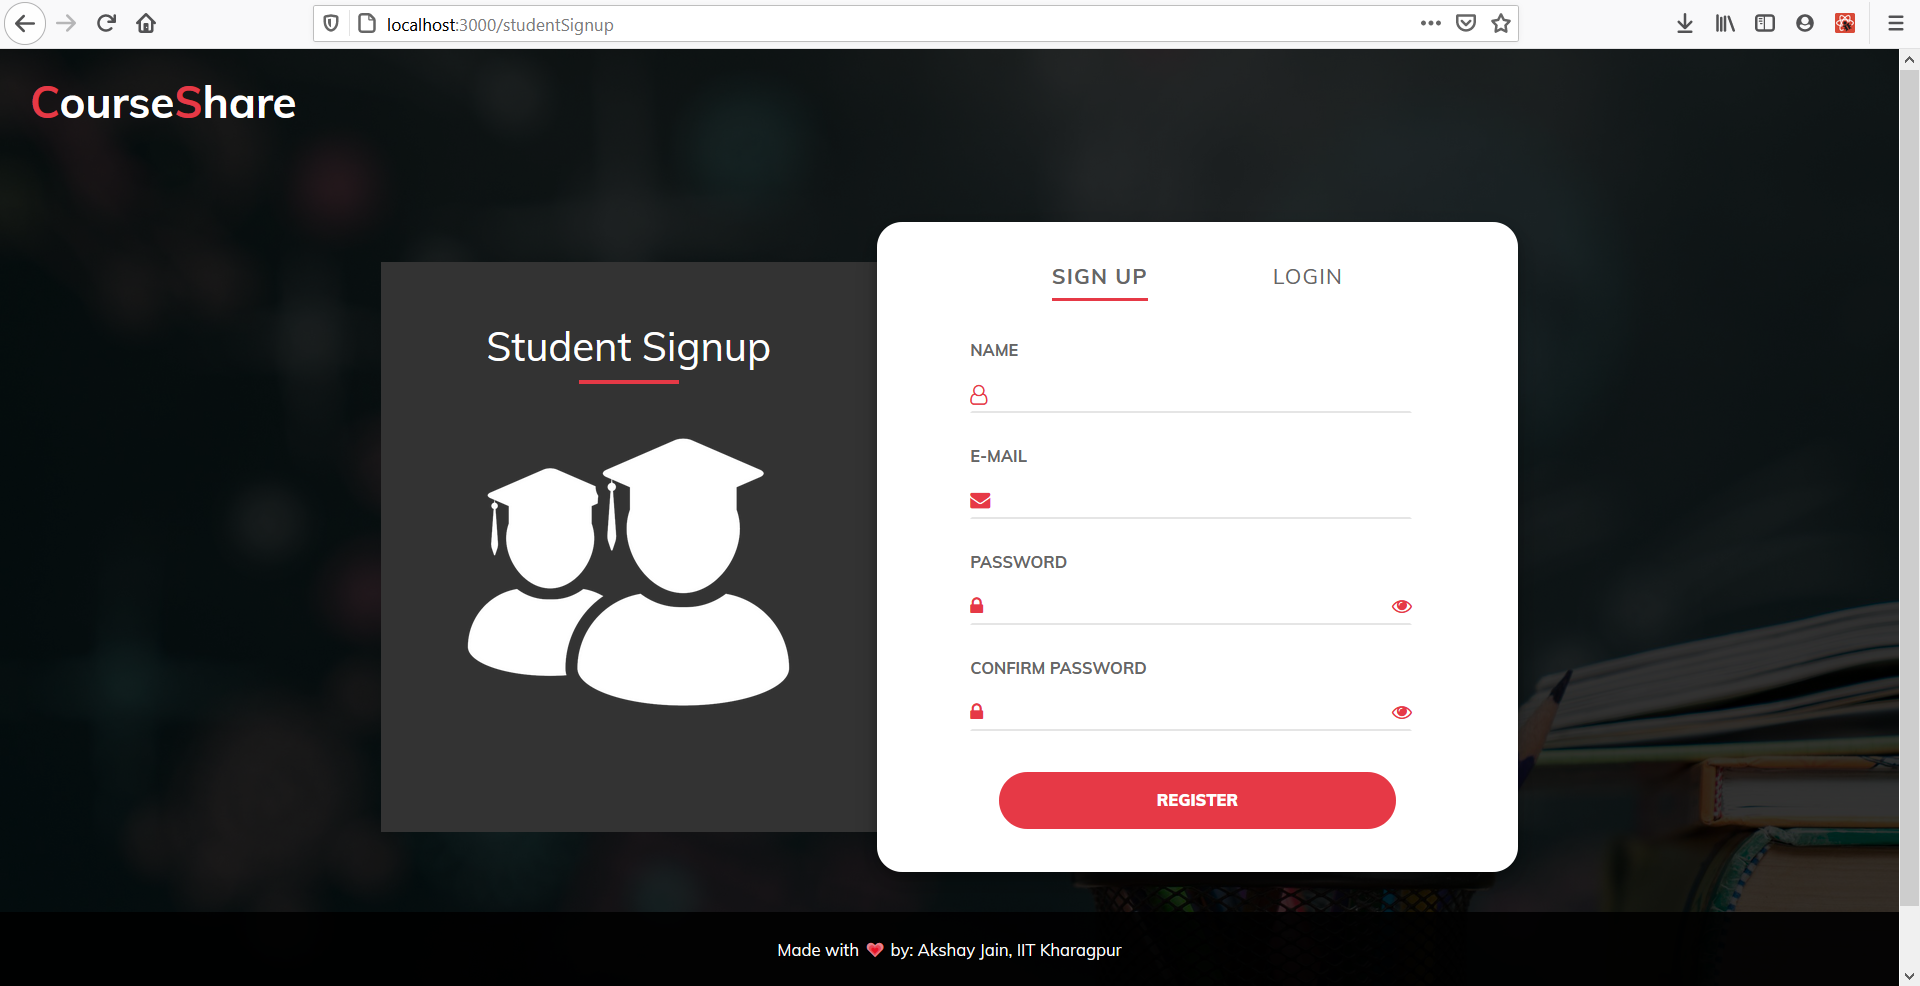 localhost:3000/studentSignup
CourseShare
Student Signup
SIGN UP LOGIN
NAME
E-MAIL
PASSWORD
CONFIRM PASSWORD
REGISTER
Made with ❤ by: Akshay Jain, IIT Kharagpur